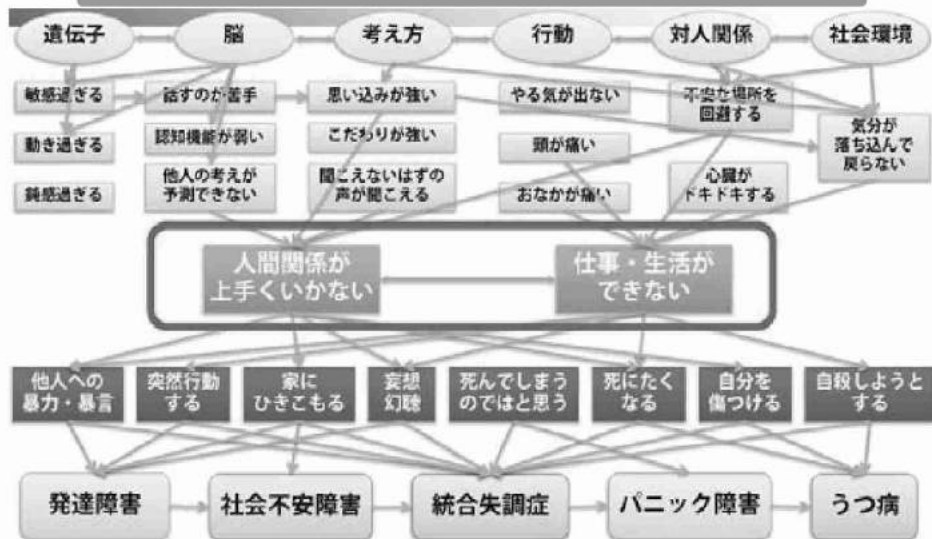 遺伝子
脳
考え方
行動
対人関係
社会環境
敏感過ぎる
話すのが苦手
思い込みが強い
やる気が出ない
不安な場所を
回避する
動き過ぎる
認知機能が弱い
こだわりが強い
頭が痛い
気分が
落ち込んで
戻らない
鈍感過ぎる
他人の考えが
予測できない
聞こえないはずの
声が聞こえる
おなかが痛い
心臓が
ドキドキする
人間関係が
上手くいかない
仕事・生活が
できない
他人への
暴力・暴言
突然行動
する
家に
ひきこもる
妄想
幻聴
死んでしまう
のではと思う
死にたく
なる
自分を
傷つける
自殺しようと
する
発達障害
社会不安障害
統合失調症
パニック障害
うつ病